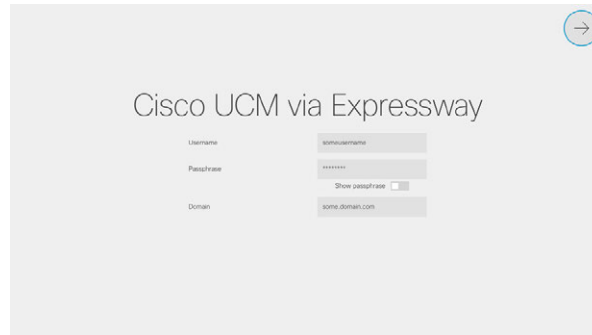 Cisco UCM via Expressway
Username someusername
Passphrase ********
Show passphrase
Domain some.domain.com